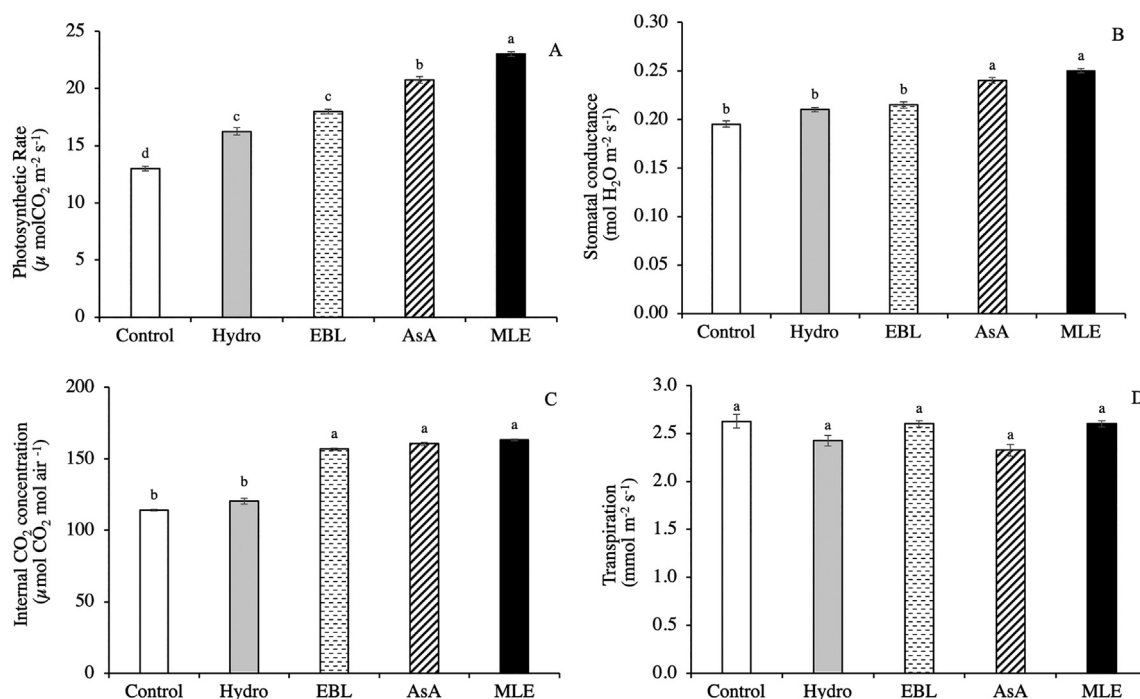 A
Photosynthetic Rate
(µ molCO₂ m⁻² s⁻¹)
25
20
15
10
5
0
d
c
c
b
a
Control Hydro EBL AsA MLE
B
Stomatal conductance
(mol H₂O m⁻² s⁻¹)
0.30
0.25
0.20
0.15
0.10
0.05
0.00
b
b
b
a
a
Control Hydro EBL AsA MLE
C
Internal CO₂ concentration
(µmol CO₂ mol air ⁻¹)
200
150
100
50
0
b
b
a
a
a
Control Hydro EBL AsA MLE
D
Transpiration
(mmol m⁻² s⁻¹)
3.0
2.5
2.0
1.5
1.0
0.5
0.0
a
a
a
a
a
Control Hydro EBL AsA MLE